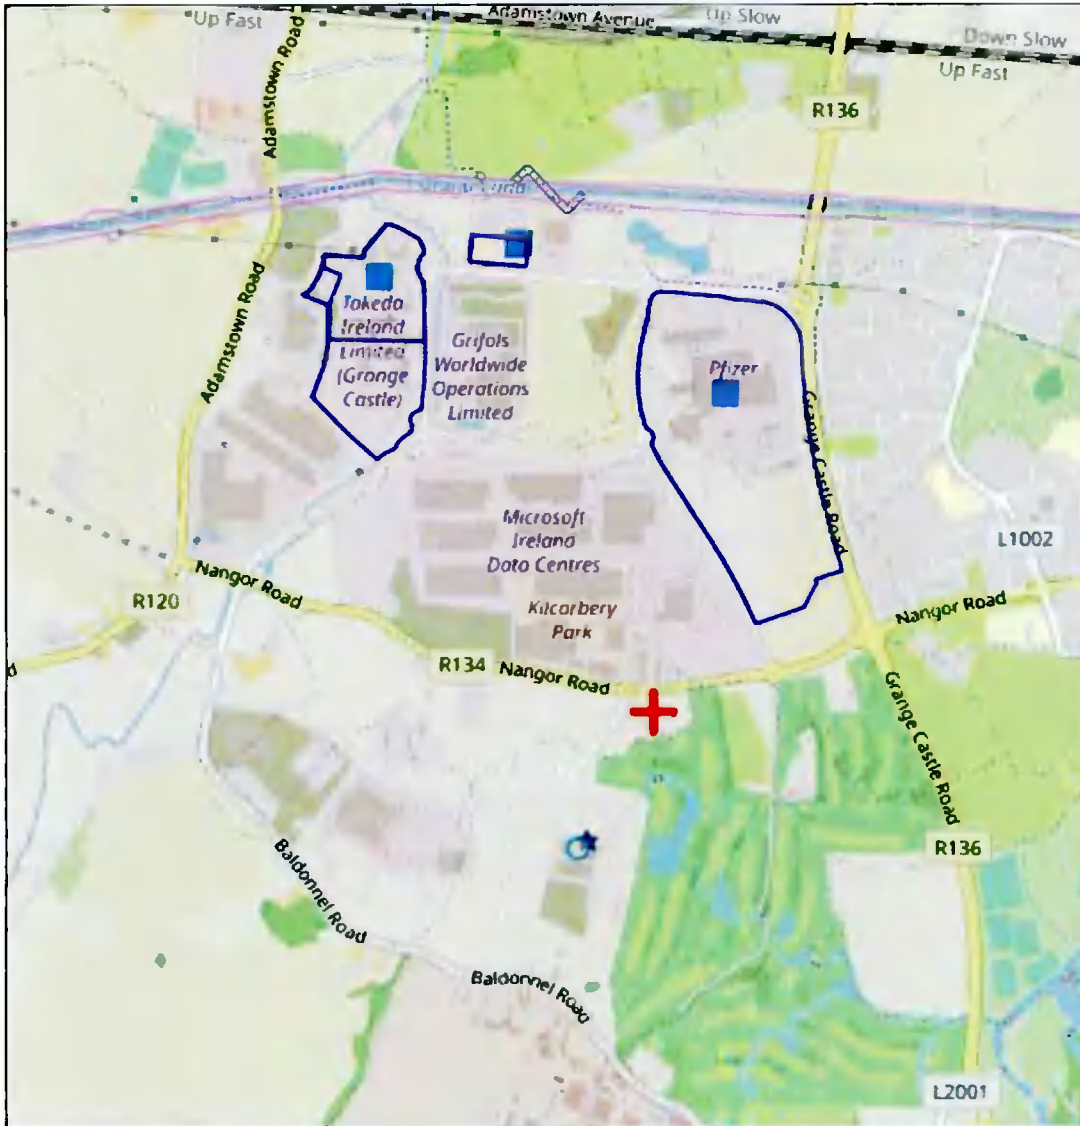 Up Fast
Adamstown Avenue
Up Slow
Down Slow
Up Fast
Adamstown Road
R136
Adamstown Road
Takeda
Ireland
Limited
(Grange
Castle)
Grifols
Worldwide
Operations
Limited
Pfizer
Grange Castle Road
Microsoft
Ireland
Data Centres
L1002
Kilcarbery
Park
Nangor Road
R120
Nangor Road
R134
Nangor Road
d
Grange Castle Road
R136
Baldonnel Road
Baldonnel Road
L2001